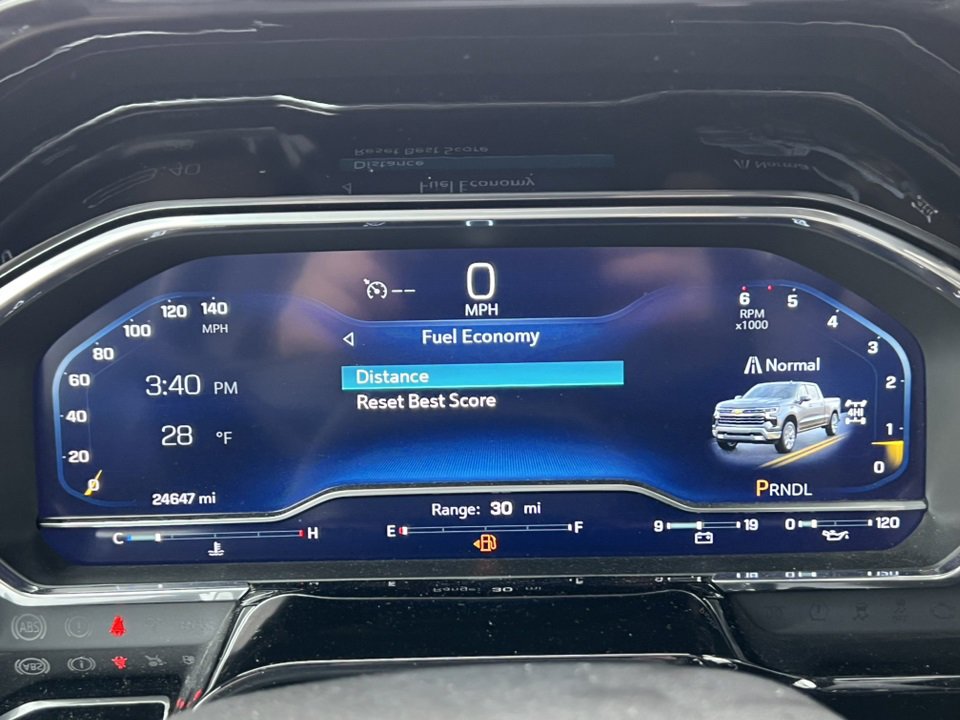 0
MPH
Fuel Economy
Distance
Reset Best Score
0
20
40
60
80
100
120
140
MPH
3:40 PM
28 °F
24647 mi
6
5
4
3
2
1
0
RPM
x1000
Normal
4HI
PRNDL
C H
Range: 30 mi
E F
9 19
0 120
ABS